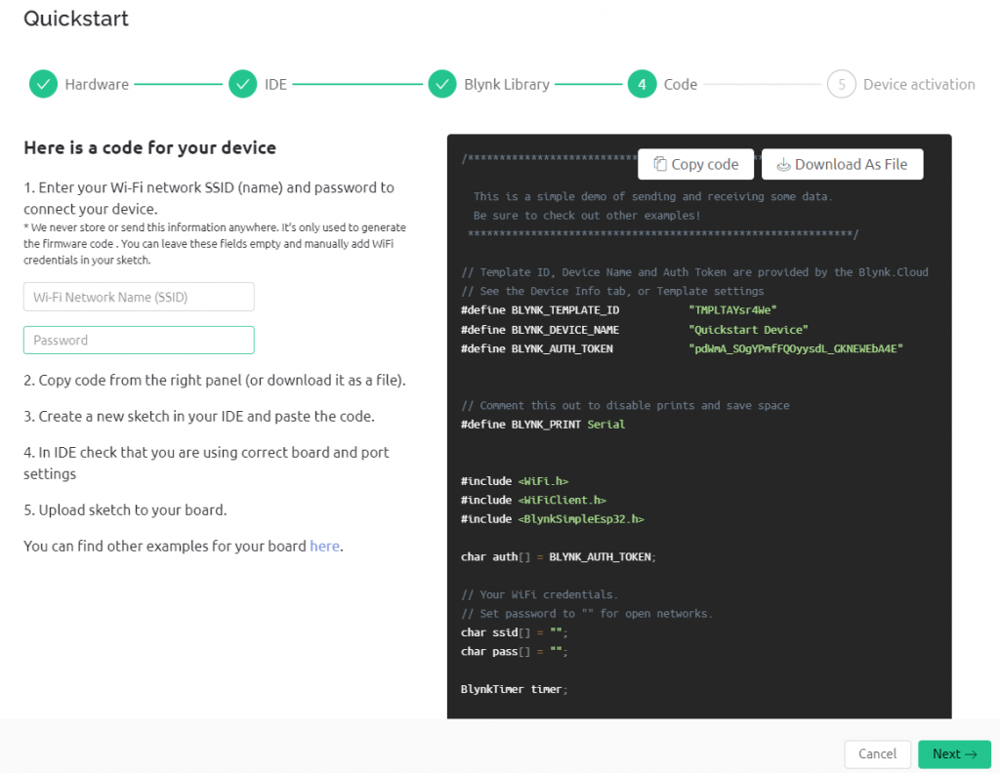 Quickstart
Hardware
IDE
Blynk Library
4 Code
5 Device activation
Here is a code for your device
1. Enter your Wi-Fi network SSID (name) and password to
connect your device.
* We never store or send this information anywhere. It's only used to generate
the firmware code . You can leave these fields empty and manually add WiFi
credentials in your sketch.
Wi-Fi Network Name (SSID)
Password
2. Copy code from the right panel (or download it as a file).
3. Create a new sketch in your IDE and paste the code.
4. In IDE check that you are using correct board and port
settings
5. Upload sketch to your board.
You can find other examples for your board here.
Copy code
Download As File
This is a simple demo of sending and receiving some data.
Be sure to check out other examples!
*************************************************************/
// Template ID, Device Name and Auth Token are provided by the Blynk.Cloud
// See the Device Info tab, or Template settings
#define BLYNK_TEMPLATE_ID "TMPLTAYsr4We"
#define BLYNK_DEVICE_NAME "Quickstart Device"
#define BLYNK_AUTH_TOKEN "pdWmA_SOgYPmfFQOyysdL_GKNEWEbA4E"
// Comment this out to disable prints and save space
#define BLYNK_PRINT Serial
#include <WiFi.h>
#include <WiFiClient.h>
#include <BlynkSimpleEsp32.h>
char auth[] = BLYNK_AUTH_TOKEN;
// Your WiFi credentials.
// Set password to "" for open networks.
char ssid[] = "";
char pass[] = "";
BlynkTimer timer;
Cancel
Next →